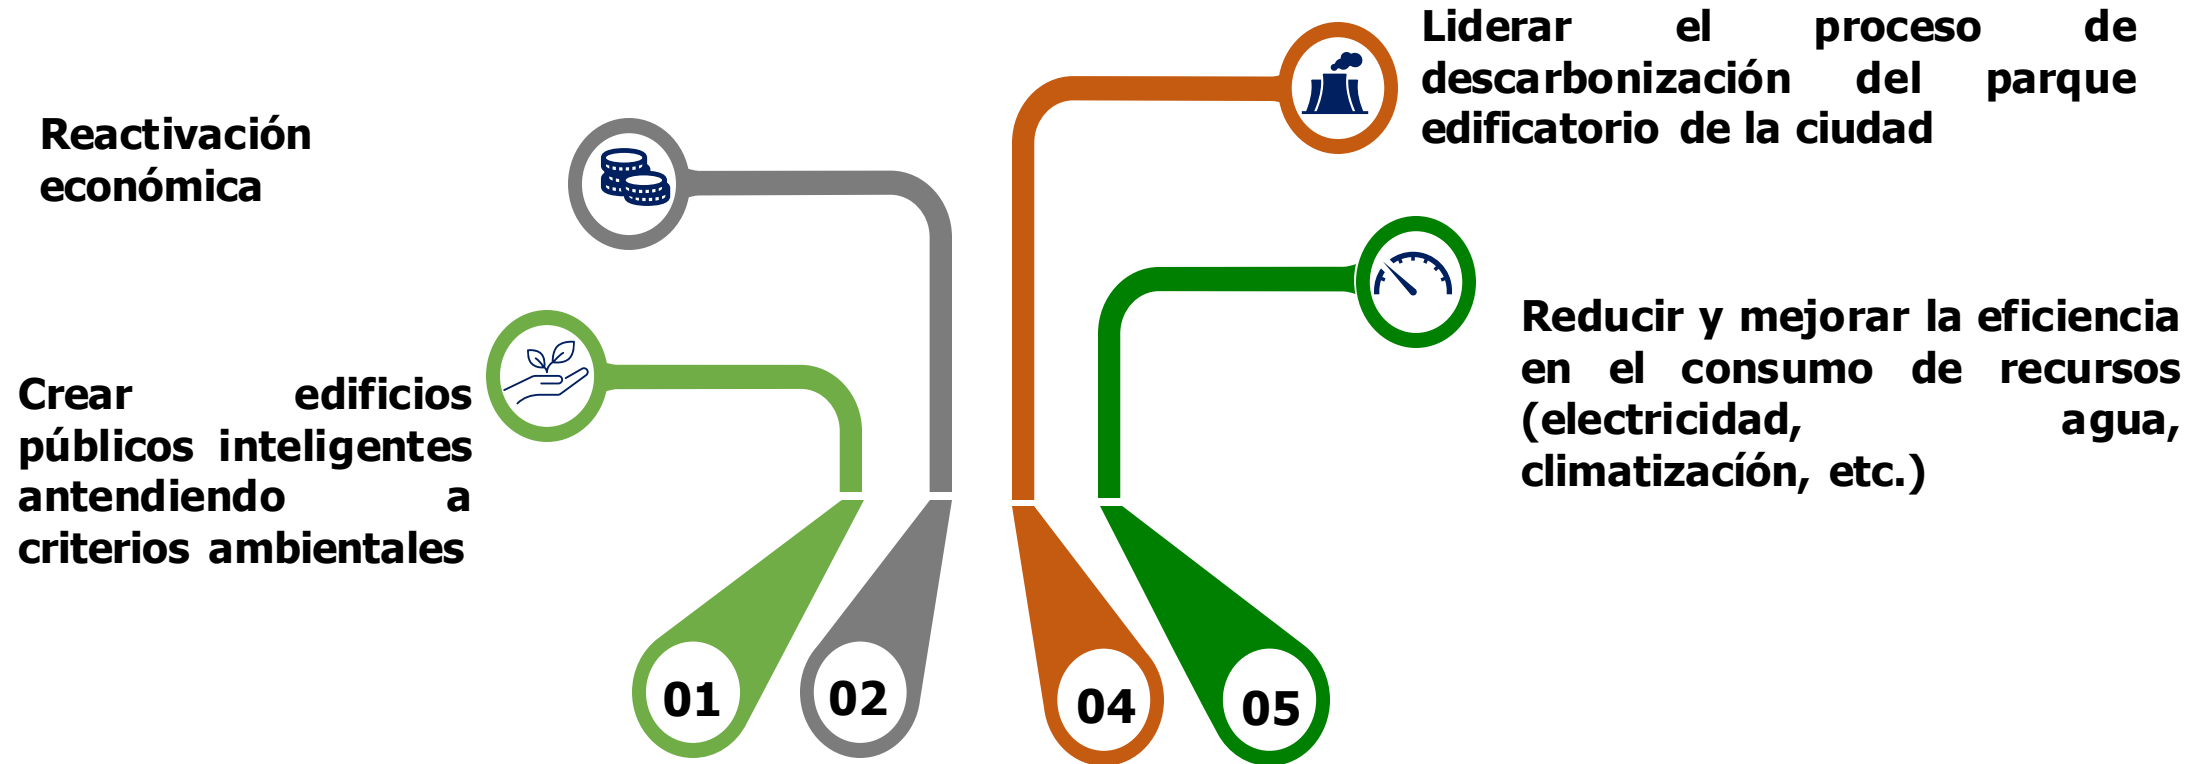 Reactivación
económica
Crear edificios
públicos inteligentes
antendiendo a
criterios ambientales
Liderar el proceso de
descarbonización del parque
edificatorio de la ciudad
Reducir y mejorar la eficiencia
en el consumo de recursos
(electricidad, agua,
climatizacíón, etc.)
01
02
04
05